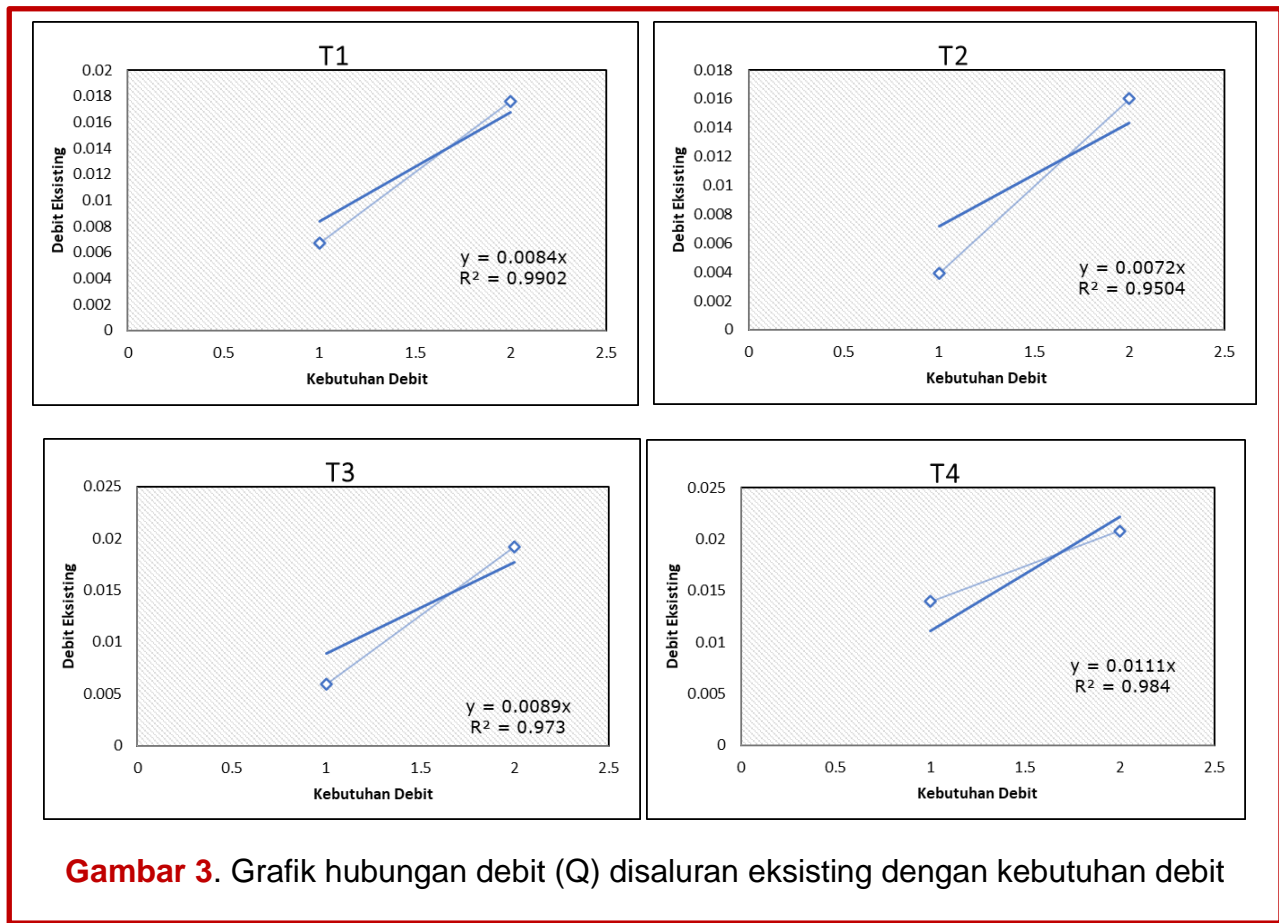 T1
0.02
0.018
0.016
0.014
0.012
0.01
0.008
0.006
0.004
0.002
0
Debit Eksisting
y = 0.0084x
R² = 0.9902
0 0.5 1 1.5 2 2.5
Kebutuhan Debit
T2
0.018
0.016
0.014
0.012
0.01
0.008
0.006
0.004
0.002
0
Debit Eksisting
y = 0.0072x
R² = 0.9504
0 0.5 1 1.5 2 2.5
Kebutuhan Debit
T3
0.025
0.02
0.015
0.01
0.005
0
Debit Eksisting
y = 0.0089x
R² = 0.973
0 0.5 1 1.5 2 2.5
Kebutuhan Debit
T4
0.025
0.02
0.015
0.01
0.005
0
Debit Eksisting
y = 0.0111x
R² = 0.984
0 0.5 1 1.5 2 2.5
Kebutuhan Debit
Gambar 3. Grafik hubungan debit (Q) disaluran eksisting dengan kebutuhan debit